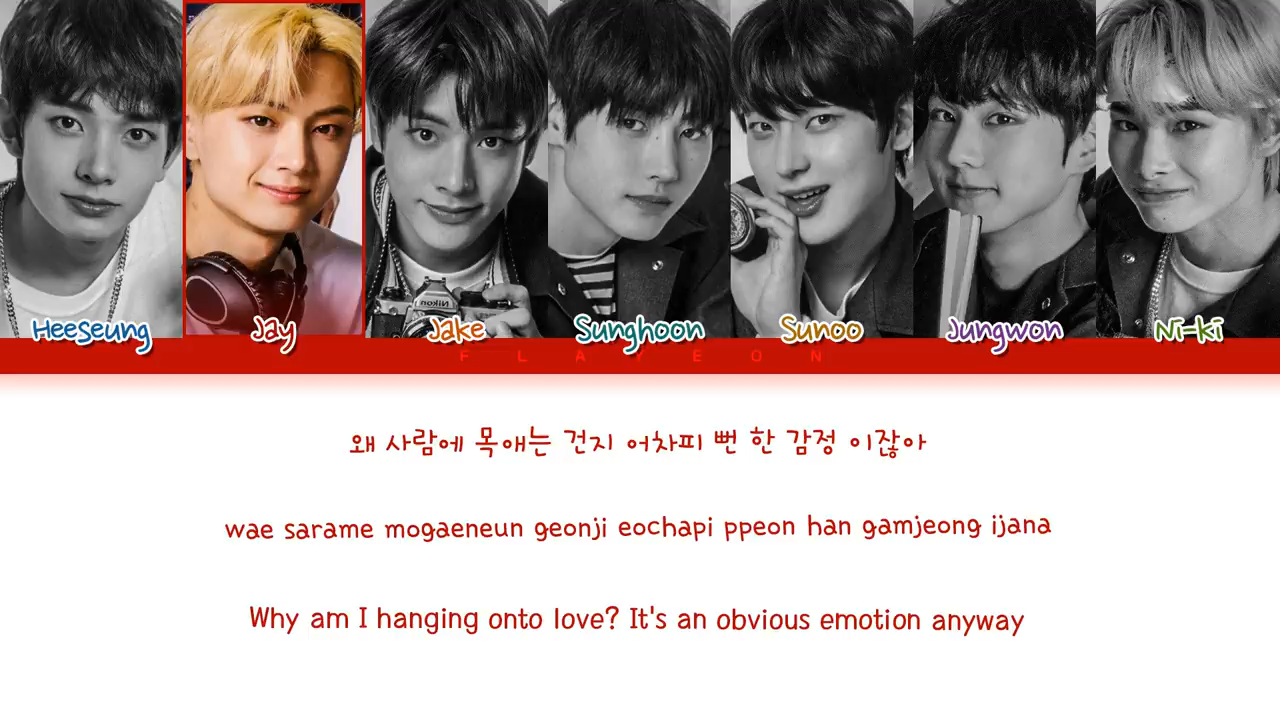 HeeSeung Jay Jake Sunghoon Sunoo Jungwon Ni-ki
FLAYEON
Nikon
왜 사람에 목애는 건지 어차피 뻔 한 감정 이잖아
wae sarame mogaeneun geonji eochapi ppeon han gamjeong ijana
Why am I hanging onto love? It's an obvious emotion anyway